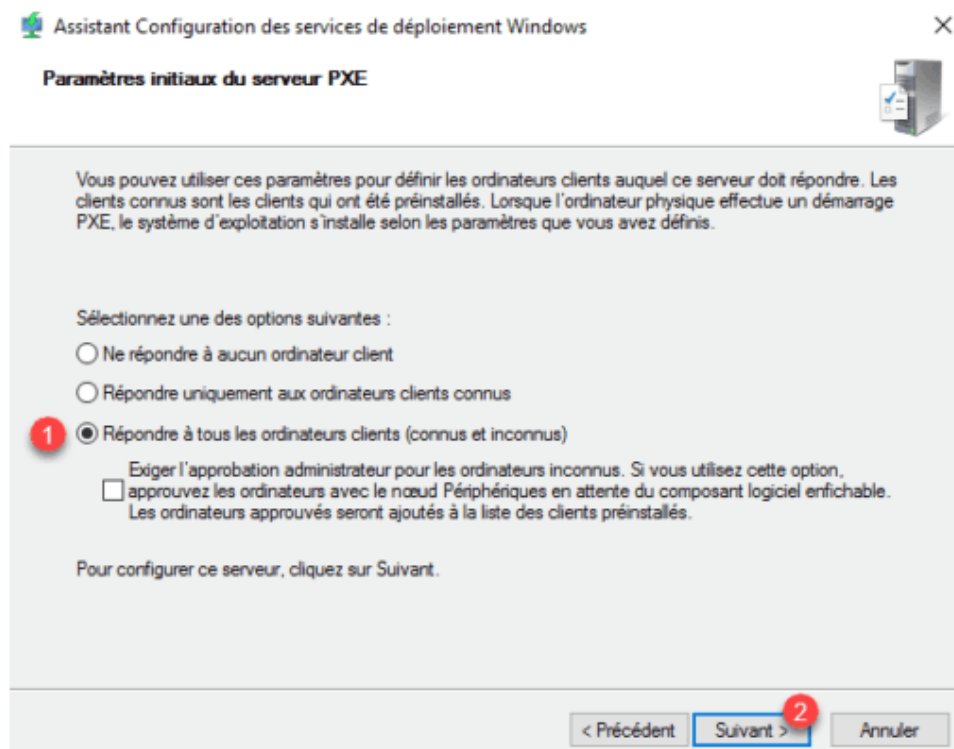 Assistant Configuration des services de déploiement Windows
Paramètres initiaux du serveur PXE
Vous pouvez utiliser ces paramètres pour définir les ordinateurs clients auquel ce serveur doit répondre. Les
clients connus sont les clients qui ont été préinstallés. Lorsque l'ordinateur physique effectue un démarrage
PXE, le système d'exploitation s'installe selon les paramètres que vous avez définis.
Sélectionnez une des options suivantes :
Ne répondre à aucun ordinateur client
Répondre uniquement aux ordinateurs clients connus
1 Répondre à tous les ordinateurs clients (connus et inconnus)
Exiger l'approbation administrateur pour les ordinateurs inconnus. Si vous utilisez cette option,
approuvez les ordinateurs avec le nœud Périphériques en attente du composant logiciel enfichable.
Les ordinateurs approuvés seront ajoutés à la liste des clients préinstallés.
Pour configurer ce serveur, cliquez sur Suivant.
< Précédent Suivant > 2 Annuler